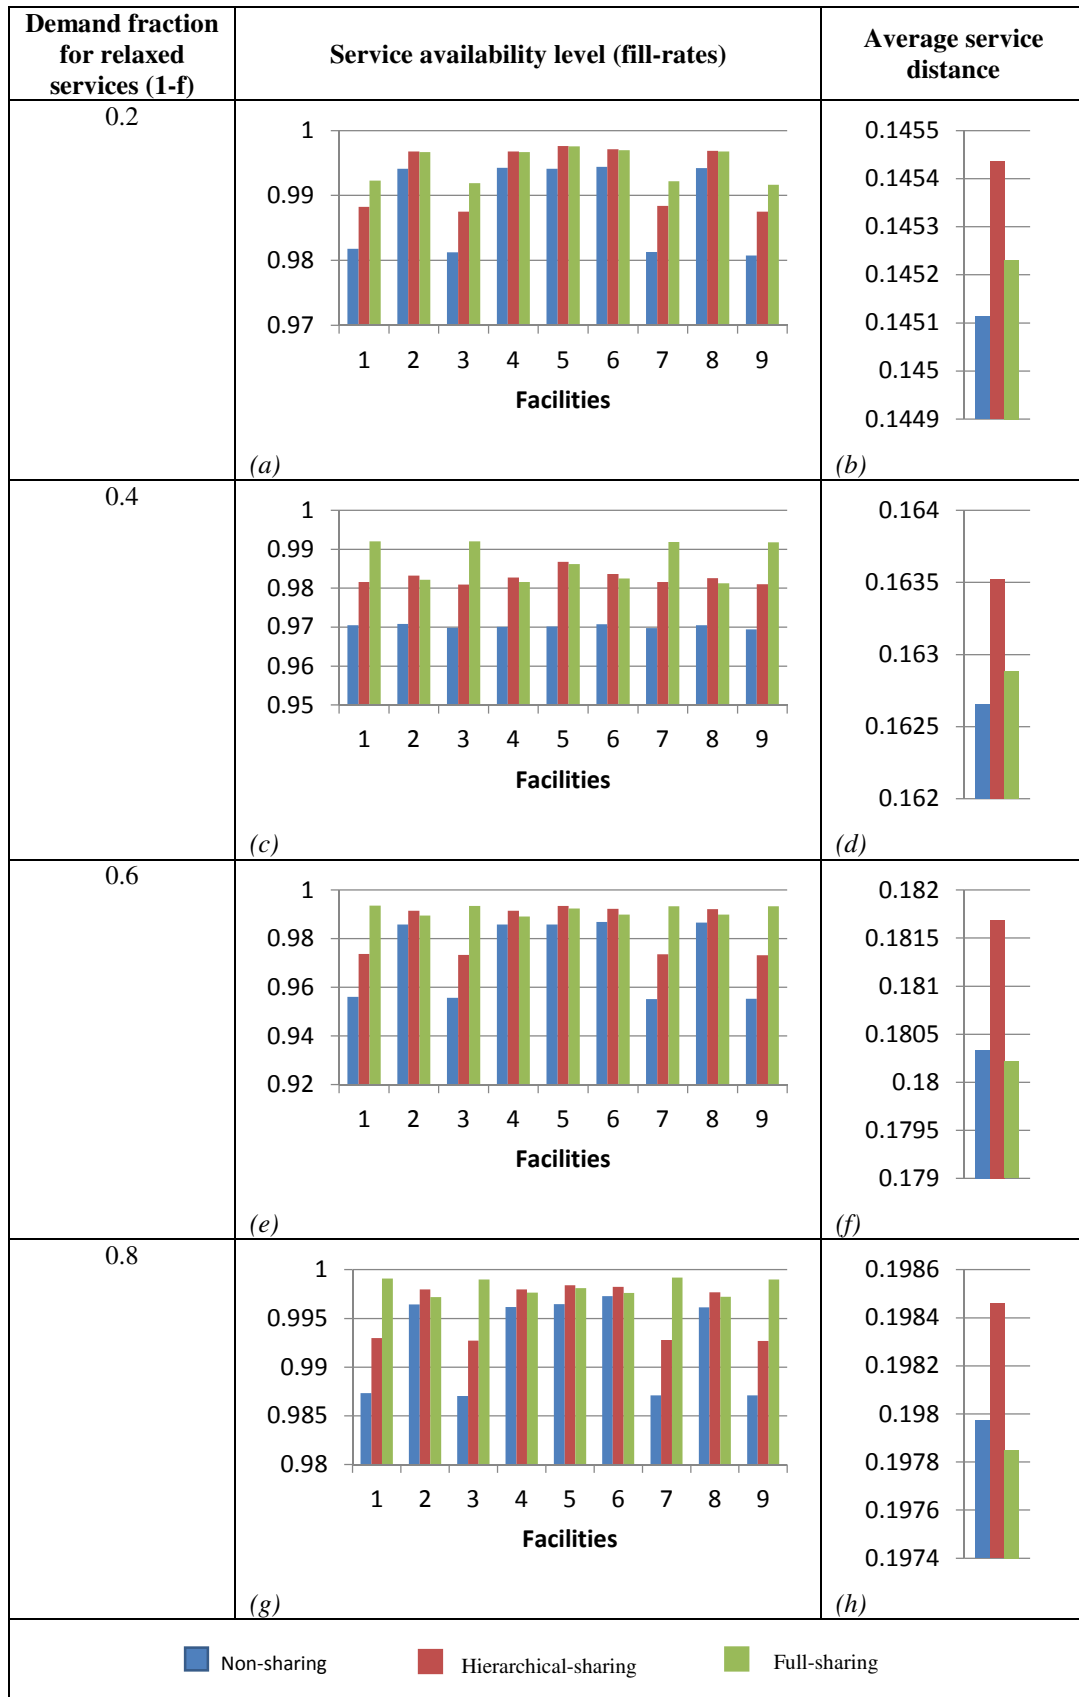 Demand fraction
for relaxed
services (1-f)
Service availability level (fill-rates)
Average service
distance
0.2
1
0.99
0.98
0.97
1 2 3 4 5 6 7 8 9
Facilities
(a)
0.1455
0.1454
0.1453
0.1452
0.1451
0.145
0.1449
(b)
0.4
1
0.99
0.98
0.97
0.96
0.95
1 2 3 4 5 6 7 8 9
Facilities
(c)
0.164
0.1635
0.163
0.1625
0.162
(d)
0.6
1
0.98
0.96
0.94
0.92
1 2 3 4 5 6 7 8 9
Facilities
(e)
0.182
0.1815
0.181
0.1805
0.18
0.1795
0.179
(f)
0.8
1
0.995
0.99
0.985
0.98
1 2 3 4 5 6 7 8 9
Facilities
(g)
0.1986
0.1984
0.1982
0.198
0.1978
0.1976
0.1974
(h)
Non-sharing
Hierarchical-sharing
Full-sharing